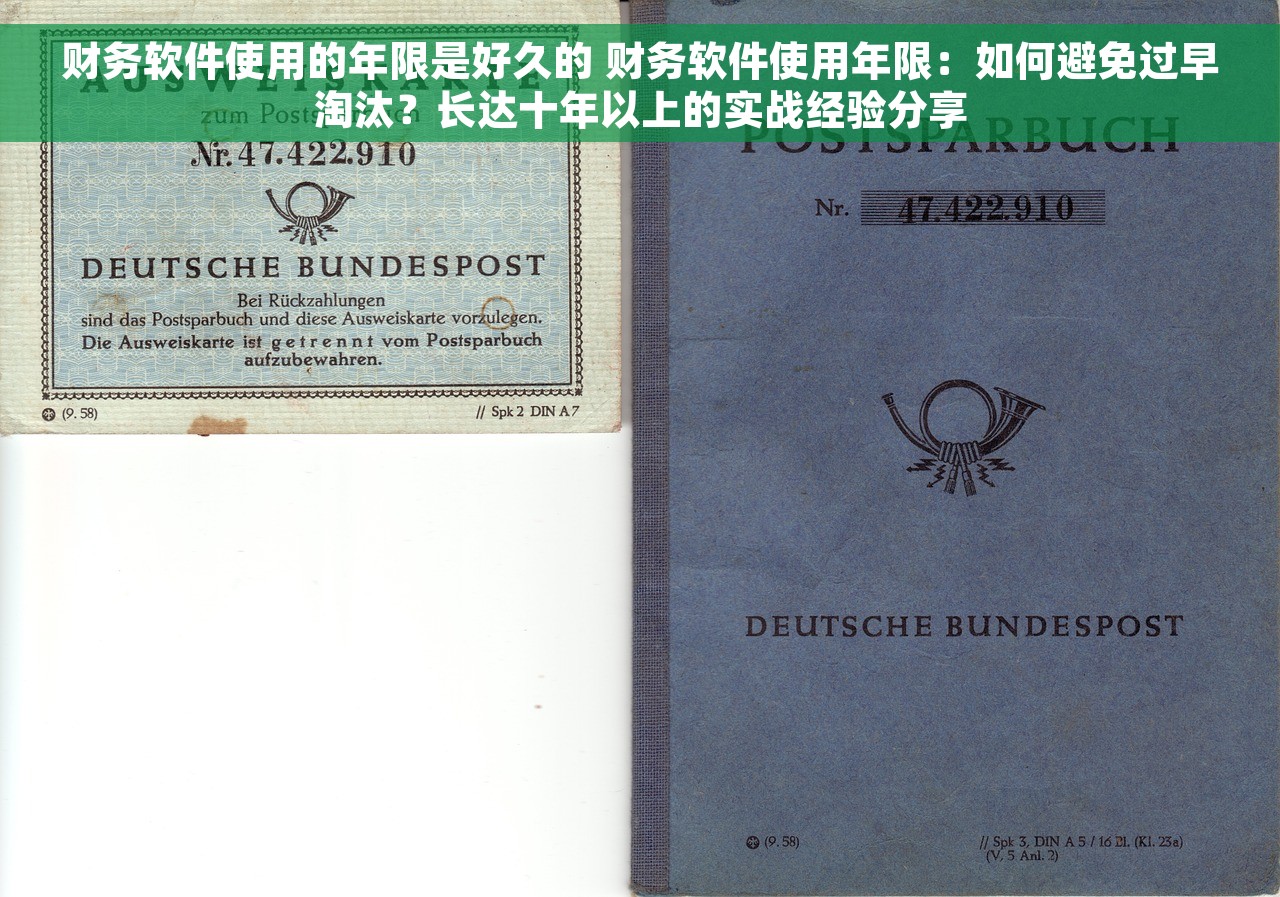 财务软件使用的年限是好久的 财务软件使用年限：如何避免过早
淘汰？长达十年以上的实战经验分享
AUSWEISKARTE
zum Postsparbuch
Nr. 47.422.910
DEUTSCHE BUNDESPOST
Bei Rückzahlungen
sind das Postsparbuch und diese Ausweiskarte vorzulegen.
Die Ausweiskarte ist getrennt vom Postsparbuch
aufzubewahren.
(9. 58)
// Spk 2 DIN A 7
POSTSPARBUCH
Nr. 47.422.910
DEUTSCHE BUNDESPOST
(9. 58)
// Spk 3, DIN A 5 / 16 Bl. (Kl. 23a)
(V, 5 Anl. 2)